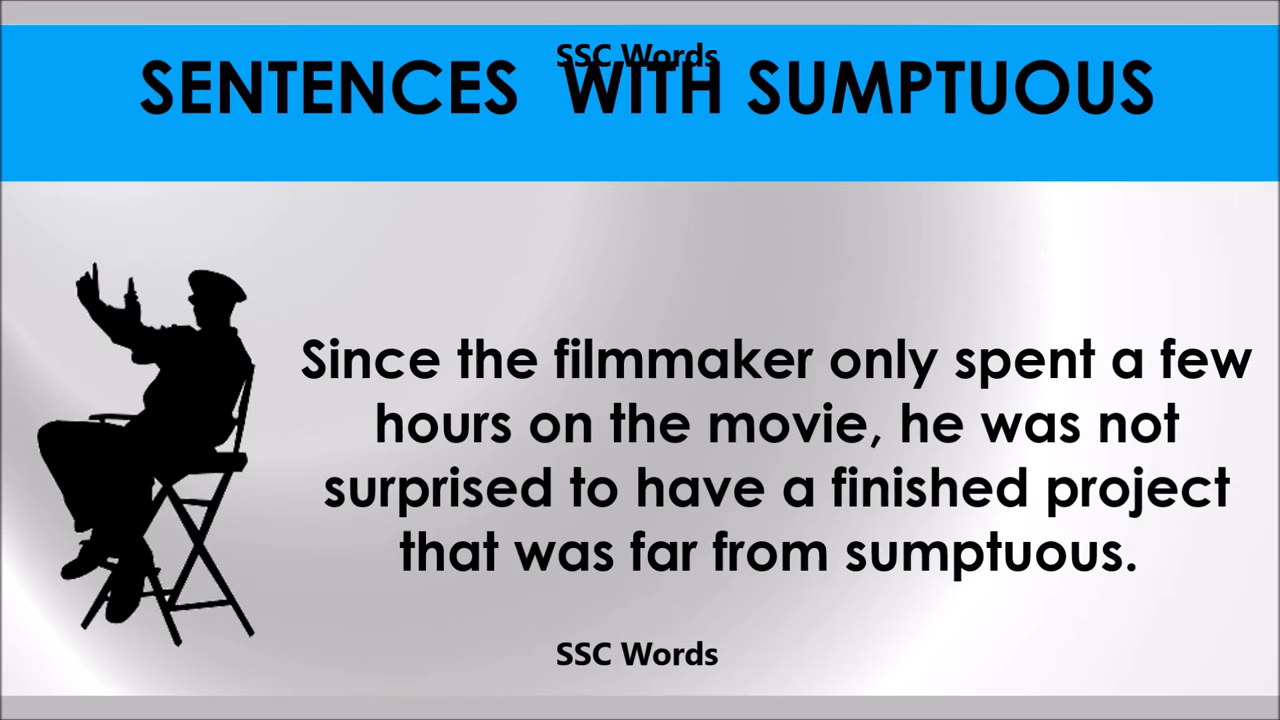 SSC Words
SENTENCES WITH SUMPTUOUS
Since the filmmaker only spent a few
hours on the movie, he was not
surprised to have a finished project
that was far from sumptuous.
SSC Words